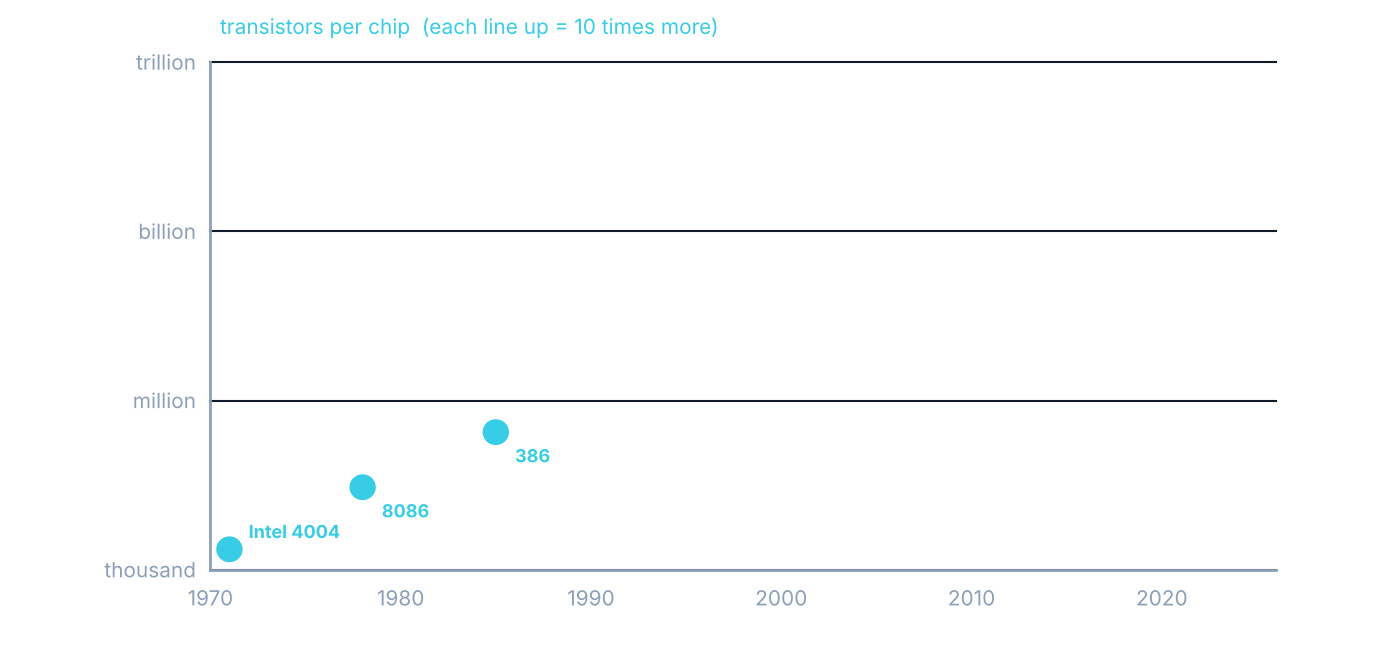 transistors per chip  (each line up = 10 times more)
trillion
billion
million
386
8086
Intel 4004
thousand
1970 1980 1990 2000 2010 2020